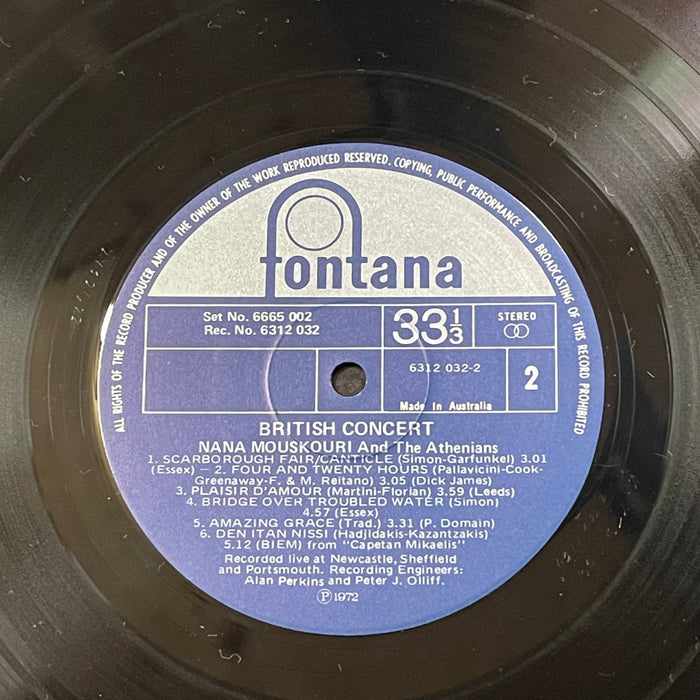 ALL RIGHTS OF THE RECORD PRODUCER AND OF THE OWNER OF THE WORK REPRODUCED RESERVED. COPYING, PUBLIC PERFORMANCE AND BROADCASTING OF THIS RECORD PROHIBITED
fontana
Set No. 6665 002
Rec. No. 6312 032
33 1/3
STEREO
6312 032-2
2
Made in Australia
BRITISH CONCERT
NANA MOUSKOURI And The Athenians
1. SCARBOROUGH FAIR/CANTICLE (Simon-Garfunkel) 3.01
(Essex) — 2. FOUR AND TWENTY HOURS (Pallavicini-Cook-
Greenaway-F. & M. Reitano) 3.05 (Dick James)
3. PLAISIR D'AMOUR (Martini-Florian) 3.59 (Leeds)
4. BRIDGE OVER TROUBLED WATER (Simon)
4.57 (Essex)
5. AMAZING GRACE (Trad.) 3.31 (P. Domain)
6. DEN ITAN NISSI (Hadjidakis-Kazantzakis)
5.12 (BIEM) from "Capetan Mikaelis"
Recorded live at Newcastle, Sheffield
and Portsmouth. Recording Engineers:
Alan Perkins and Peter J. Olliff.
Ⓟ 1972